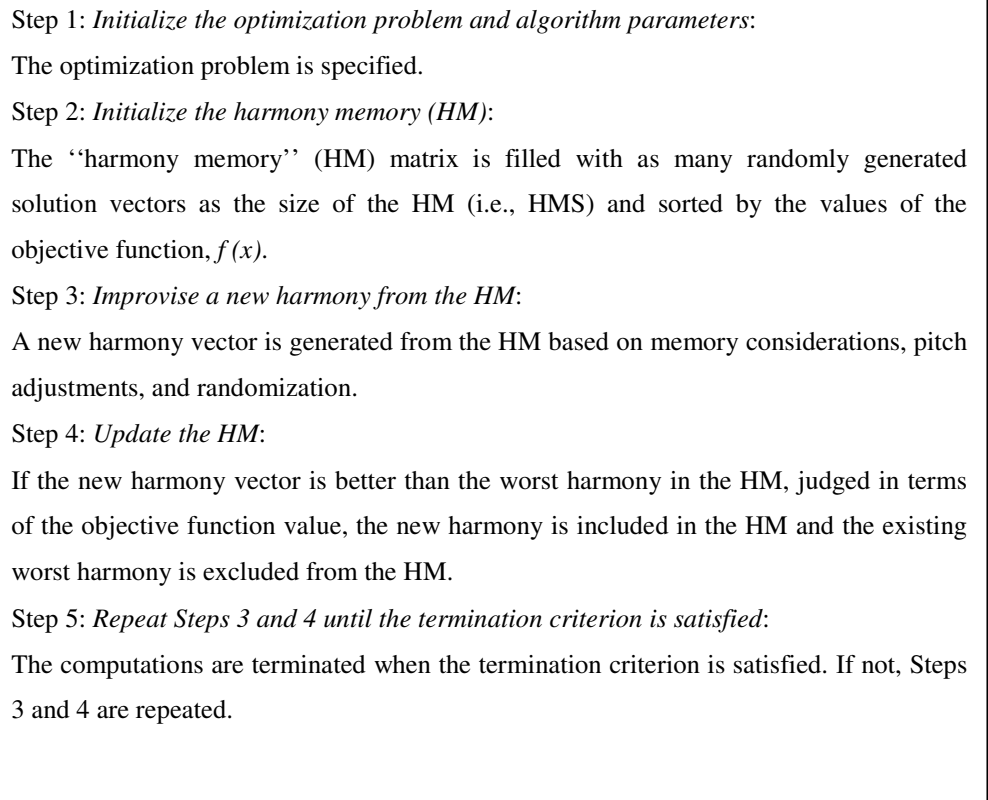 Step 1: Initialize the optimization problem and algorithm parameters:
The optimization problem is specified.
Step 2: Initialize the harmony memory (HM):
The ‘‘harmony memory’’ (HM) matrix is filled with as many randomly generated
solution vectors as the size of the HM (i.e., HMS) and sorted by the values of the
objective function, f (x).
Step 3: Improvise a new harmony from the HM:
A new harmony vector is generated from the HM based on memory considerations, pitch
adjustments, and randomization.
Step 4: Update the HM:
If the new harmony vector is better than the worst harmony in the HM, judged in terms
of the objective function value, the new harmony is included in the HM and the existing
worst harmony is excluded from the HM.
Step 5: Repeat Steps 3 and 4 until the termination criterion is satisfied:
The computations are terminated when the termination criterion is satisfied. If not, Steps
3 and 4 are repeated.